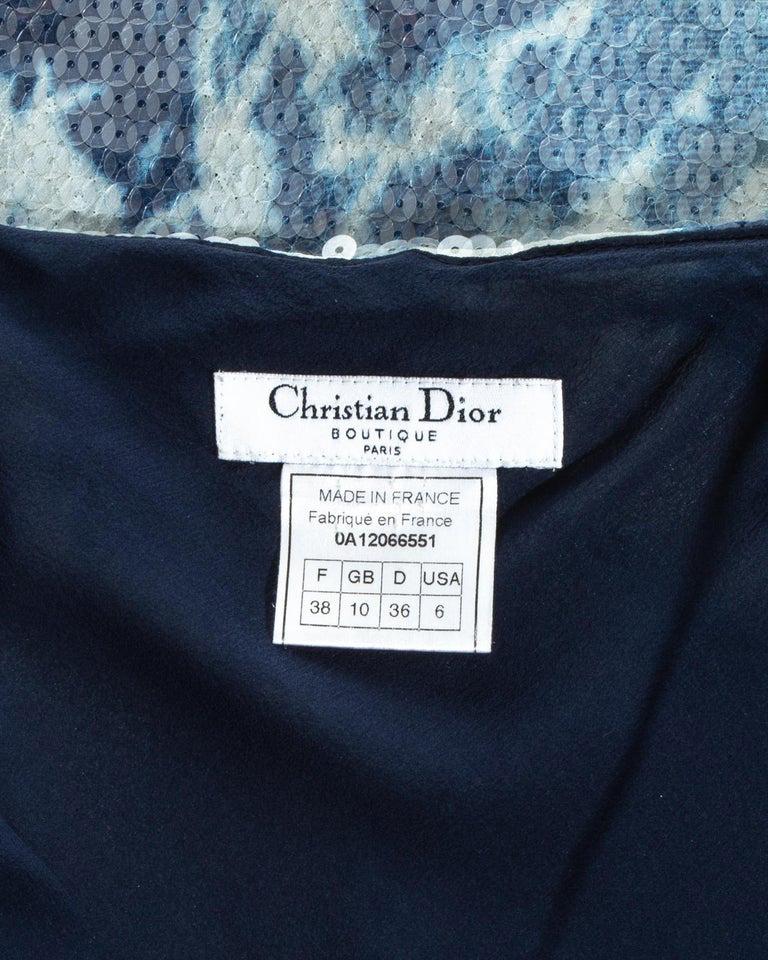 Christian Dior
BOUTIQUE
PARIS
MADE IN FRANCE
Fabriqué en France
0A12066551
F GB D USA
38 10 36 6